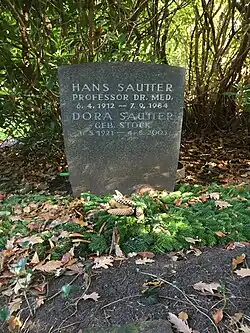 HANS SAUTTER
PROFESSOR DR. MED.
6. 4. 1912 — 7. 9. 1984
DORA SAUTTER
GEB. STOCK
1921 — 4. 8. 2003